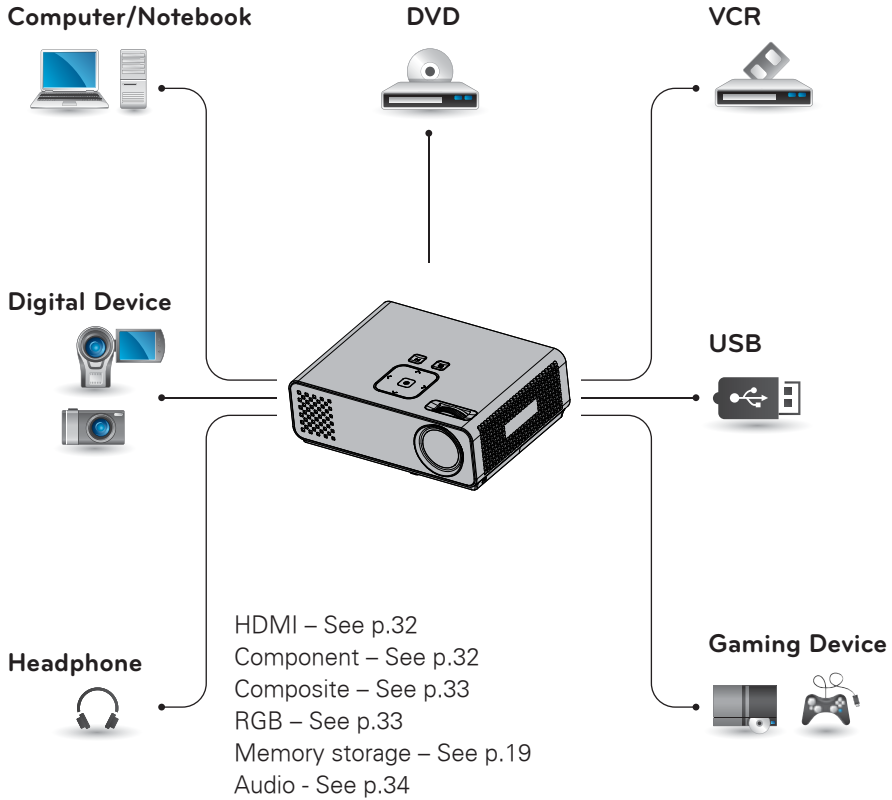 Computer/Notebook
DVD
VCR
Digital Device
USB
Headphone
HDMI – See p.32
Component – See p.32
Composite – See p.33
RGB – See p.33
Memory storage – See p.19
Audio - See p.34
Gaming Device